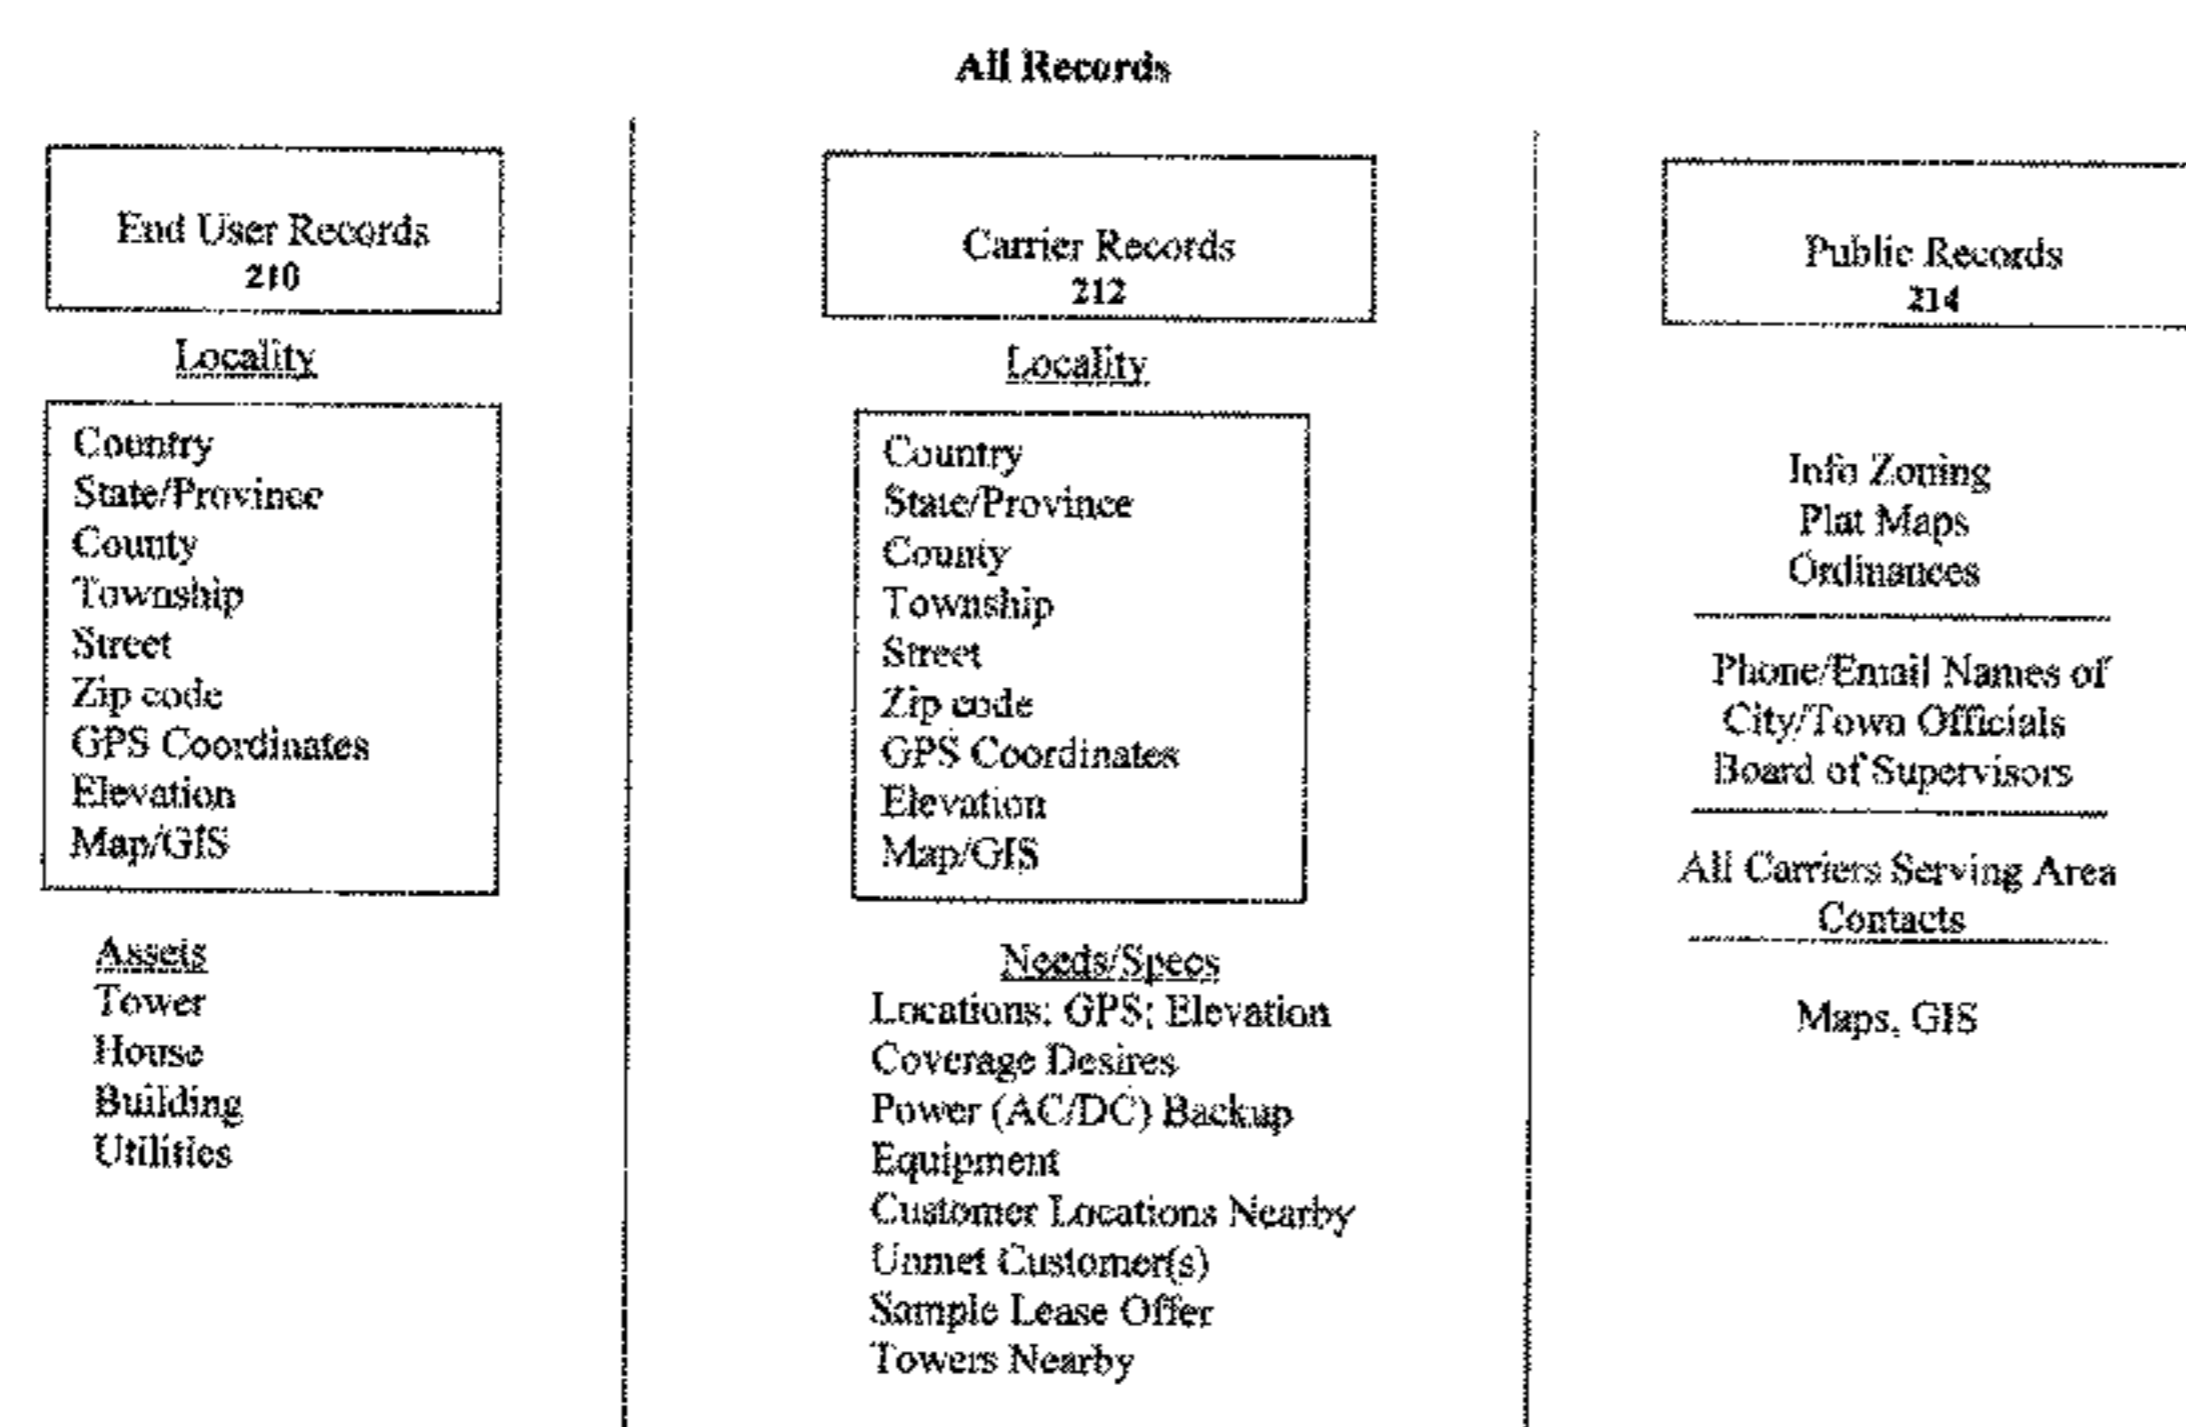 All Records
End User Records
210
Locality
Country
State/Province
County
Township
Street
Zip code
GPS Coordinates
Elevation
Map/GIS
Assets
Tower
House
Building
Utilities
Carrier Records
212
Locality
Country
State/Province
County
Township
Street
Zip code
GPS Coordinates
Elevation
Map/GIS
Needs/Specs
Locations: GPS; Elevation
Coverage Desires
Power (AC/DC) Backup
Equipment
Customer Locations Nearby
Unmet Customer(s)
Sample Lease Offer
Towers Nearby
Public Records
214
Info Zoning
Plat Maps
Ordinances
Phone/Email Names of
City/Town Officials
Board of Supervisors
All Carriers Serving Area
Contacts
Maps, GIS